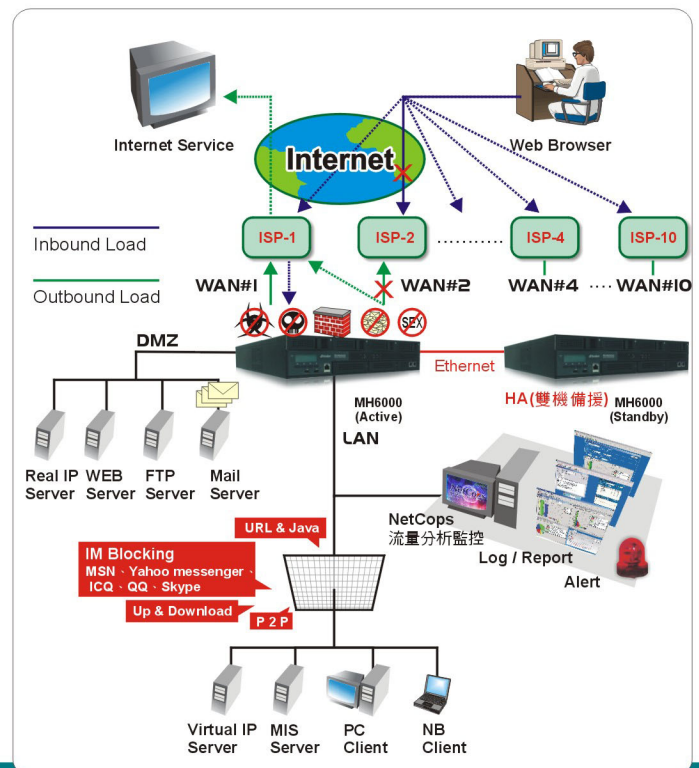 Internet Service
Web Browser
Internet
Inbound Load
Outbound Load
ISP-1
ISP-2
ISP-4
ISP-10
WAN#1
WAN#2
WAN#4
WAN#10
SEX
DMZ
Ethernet
MH6000
(Active)
HA(雙機備援)
MH6000
(Standby)
LAN
Real IP
Server
WEB
Server
FTP
Server
Mail
Server
NetCops
流量分析監控
Log / Report
Alert
URL & Java
IM Blocking
MSN、Yahoo messenger、
ICQ、QQ、Skype
Up & Download
P 2 P
Virtual IP
Server
MIS
Server
PC
Client
NB
Client